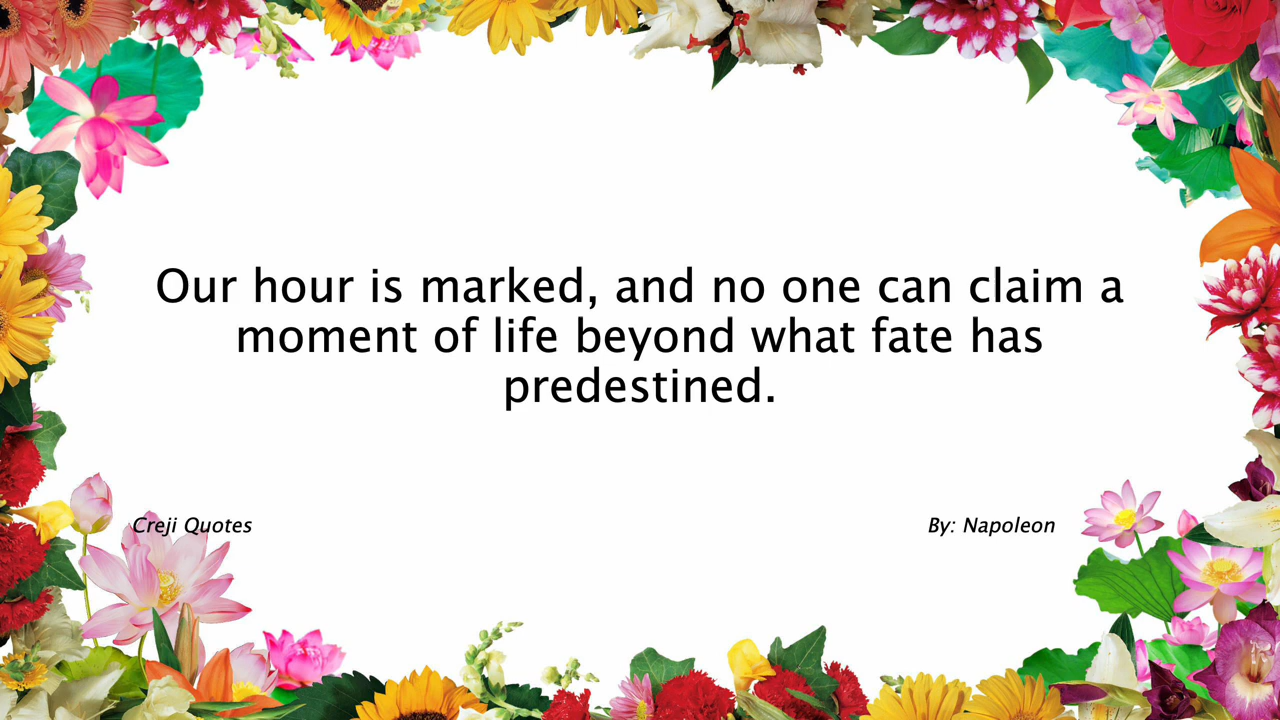 Our hour is marked, and no one can claim a
moment of life beyond what fate has
predestined.
Creji Quotes
By: Napoleon